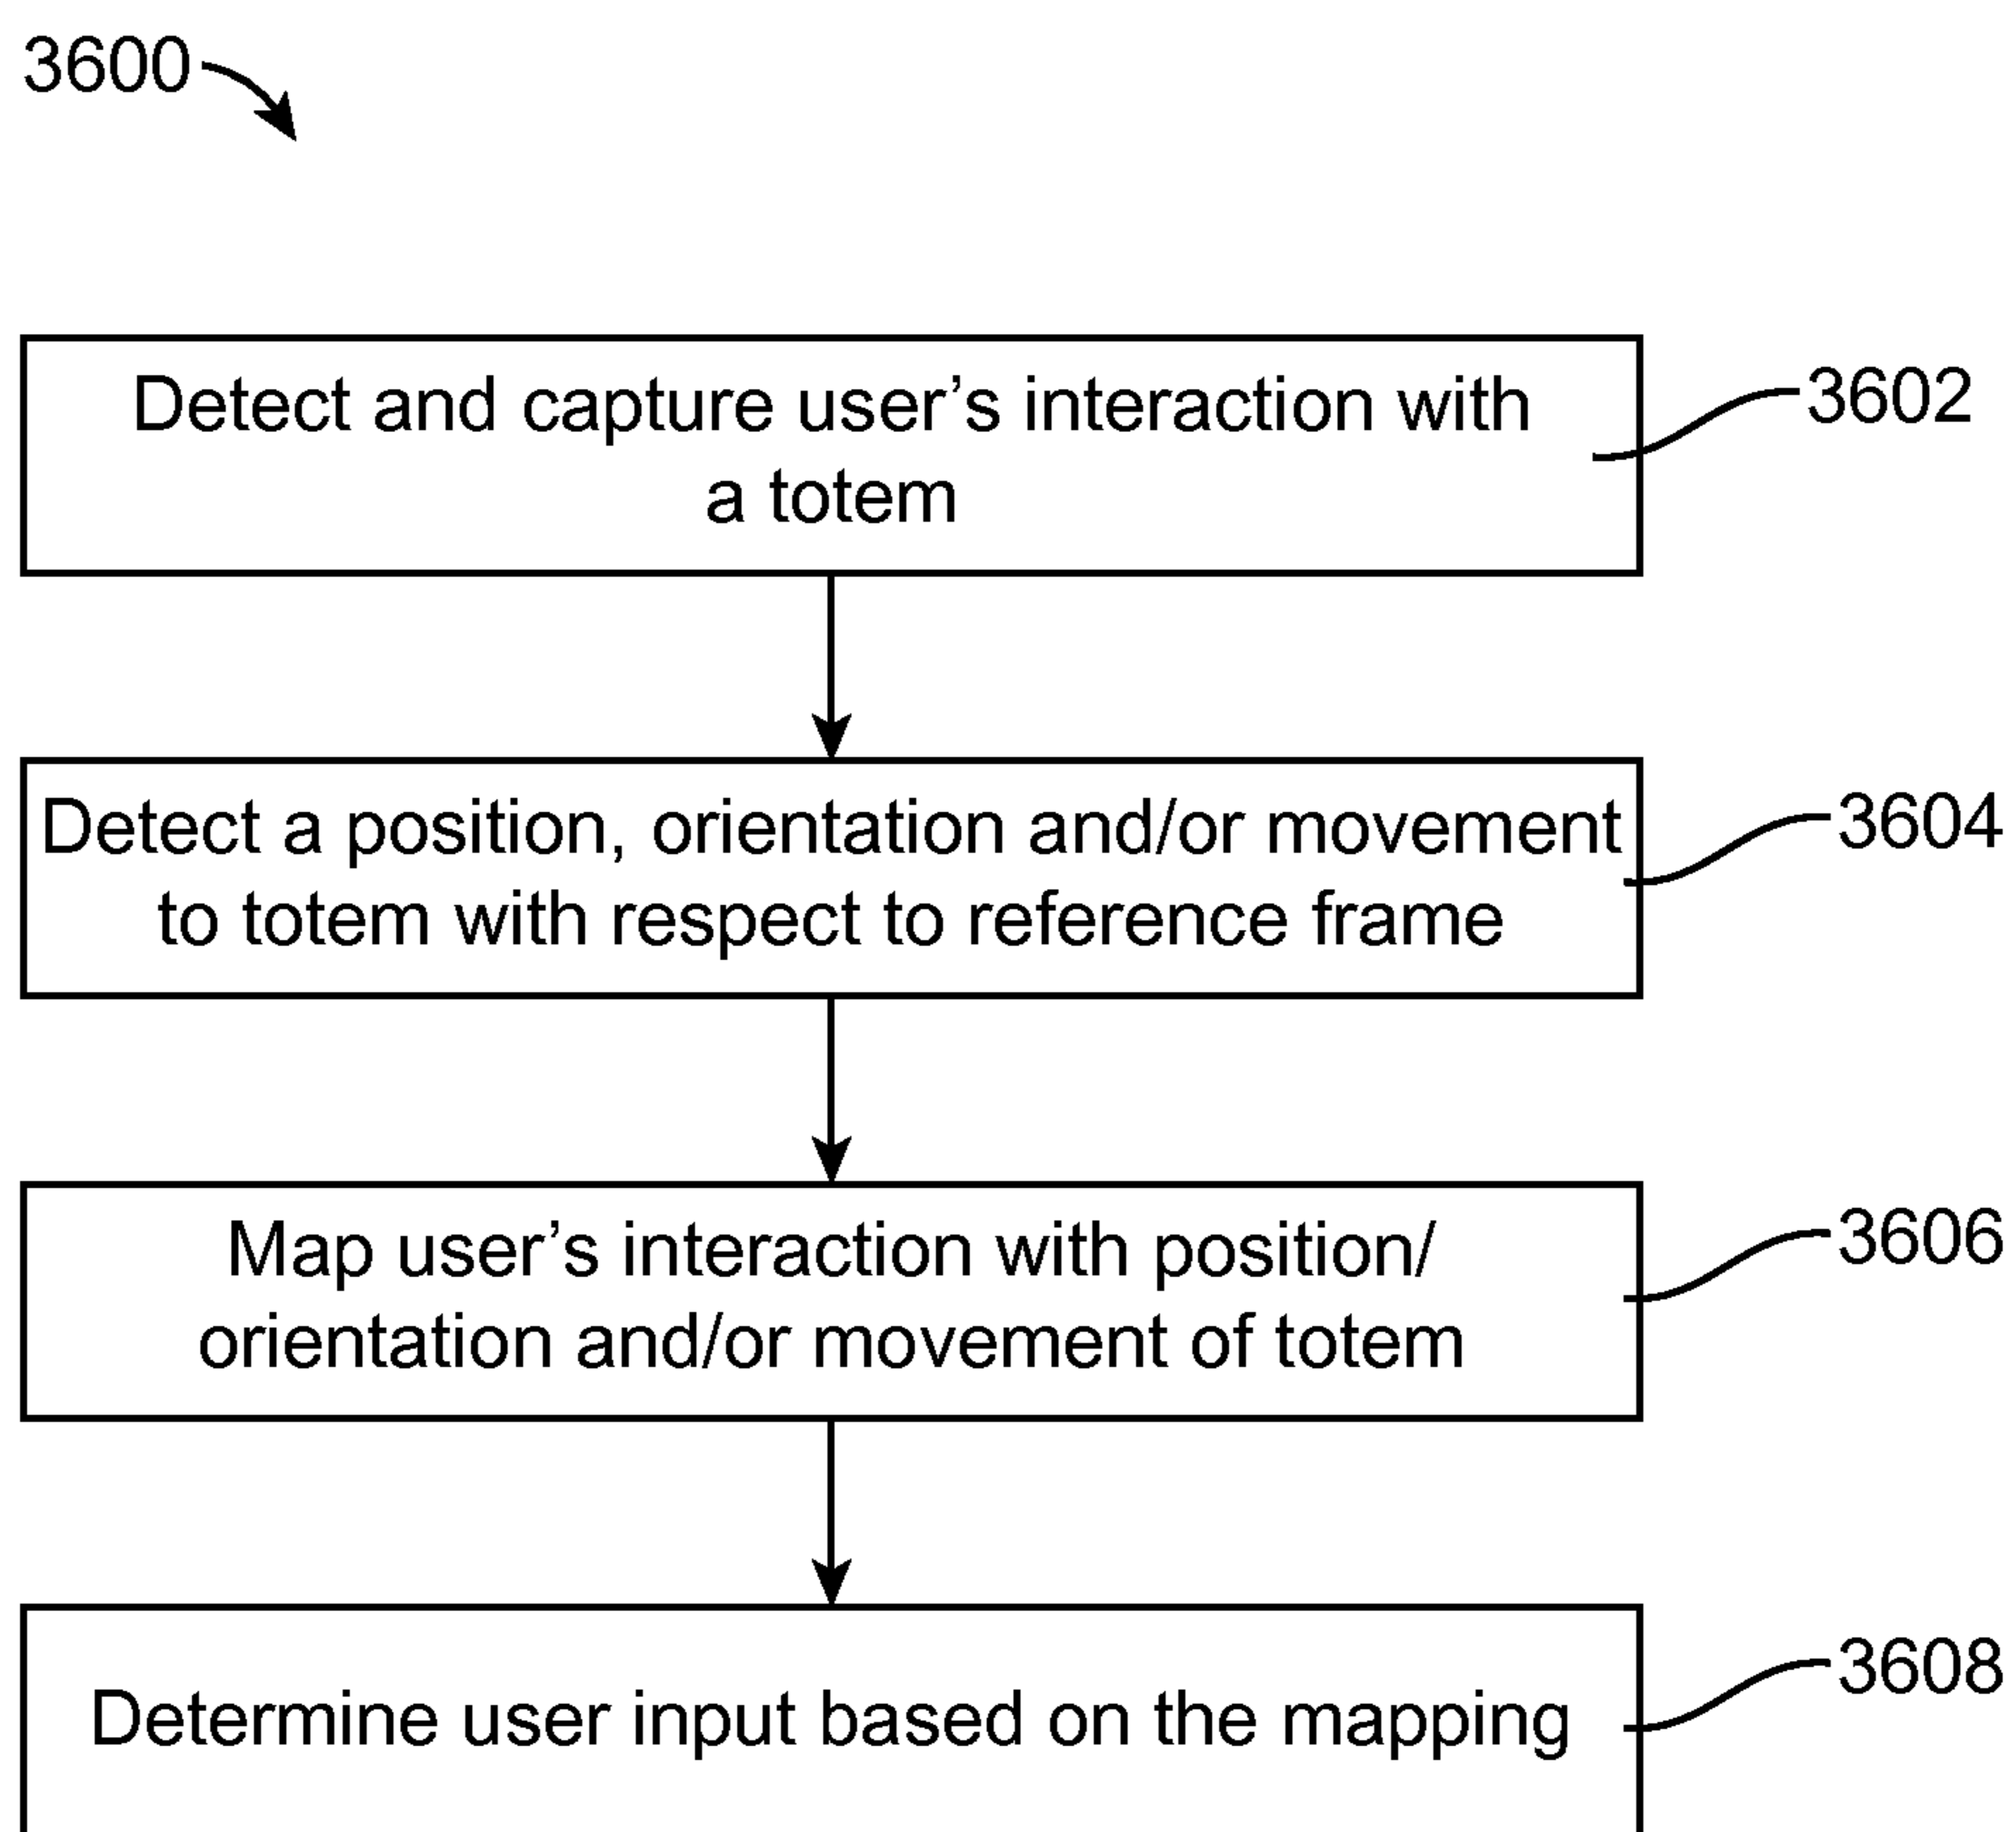 3600
Detect and capture user’s interaction with
a totem
3602
Detect a position, orientation and/or movement
to totem with respect to reference frame
3604
Map user’s interaction with position/
orientation and/or movement of totem
3606
Determine user input based on the mapping
3608